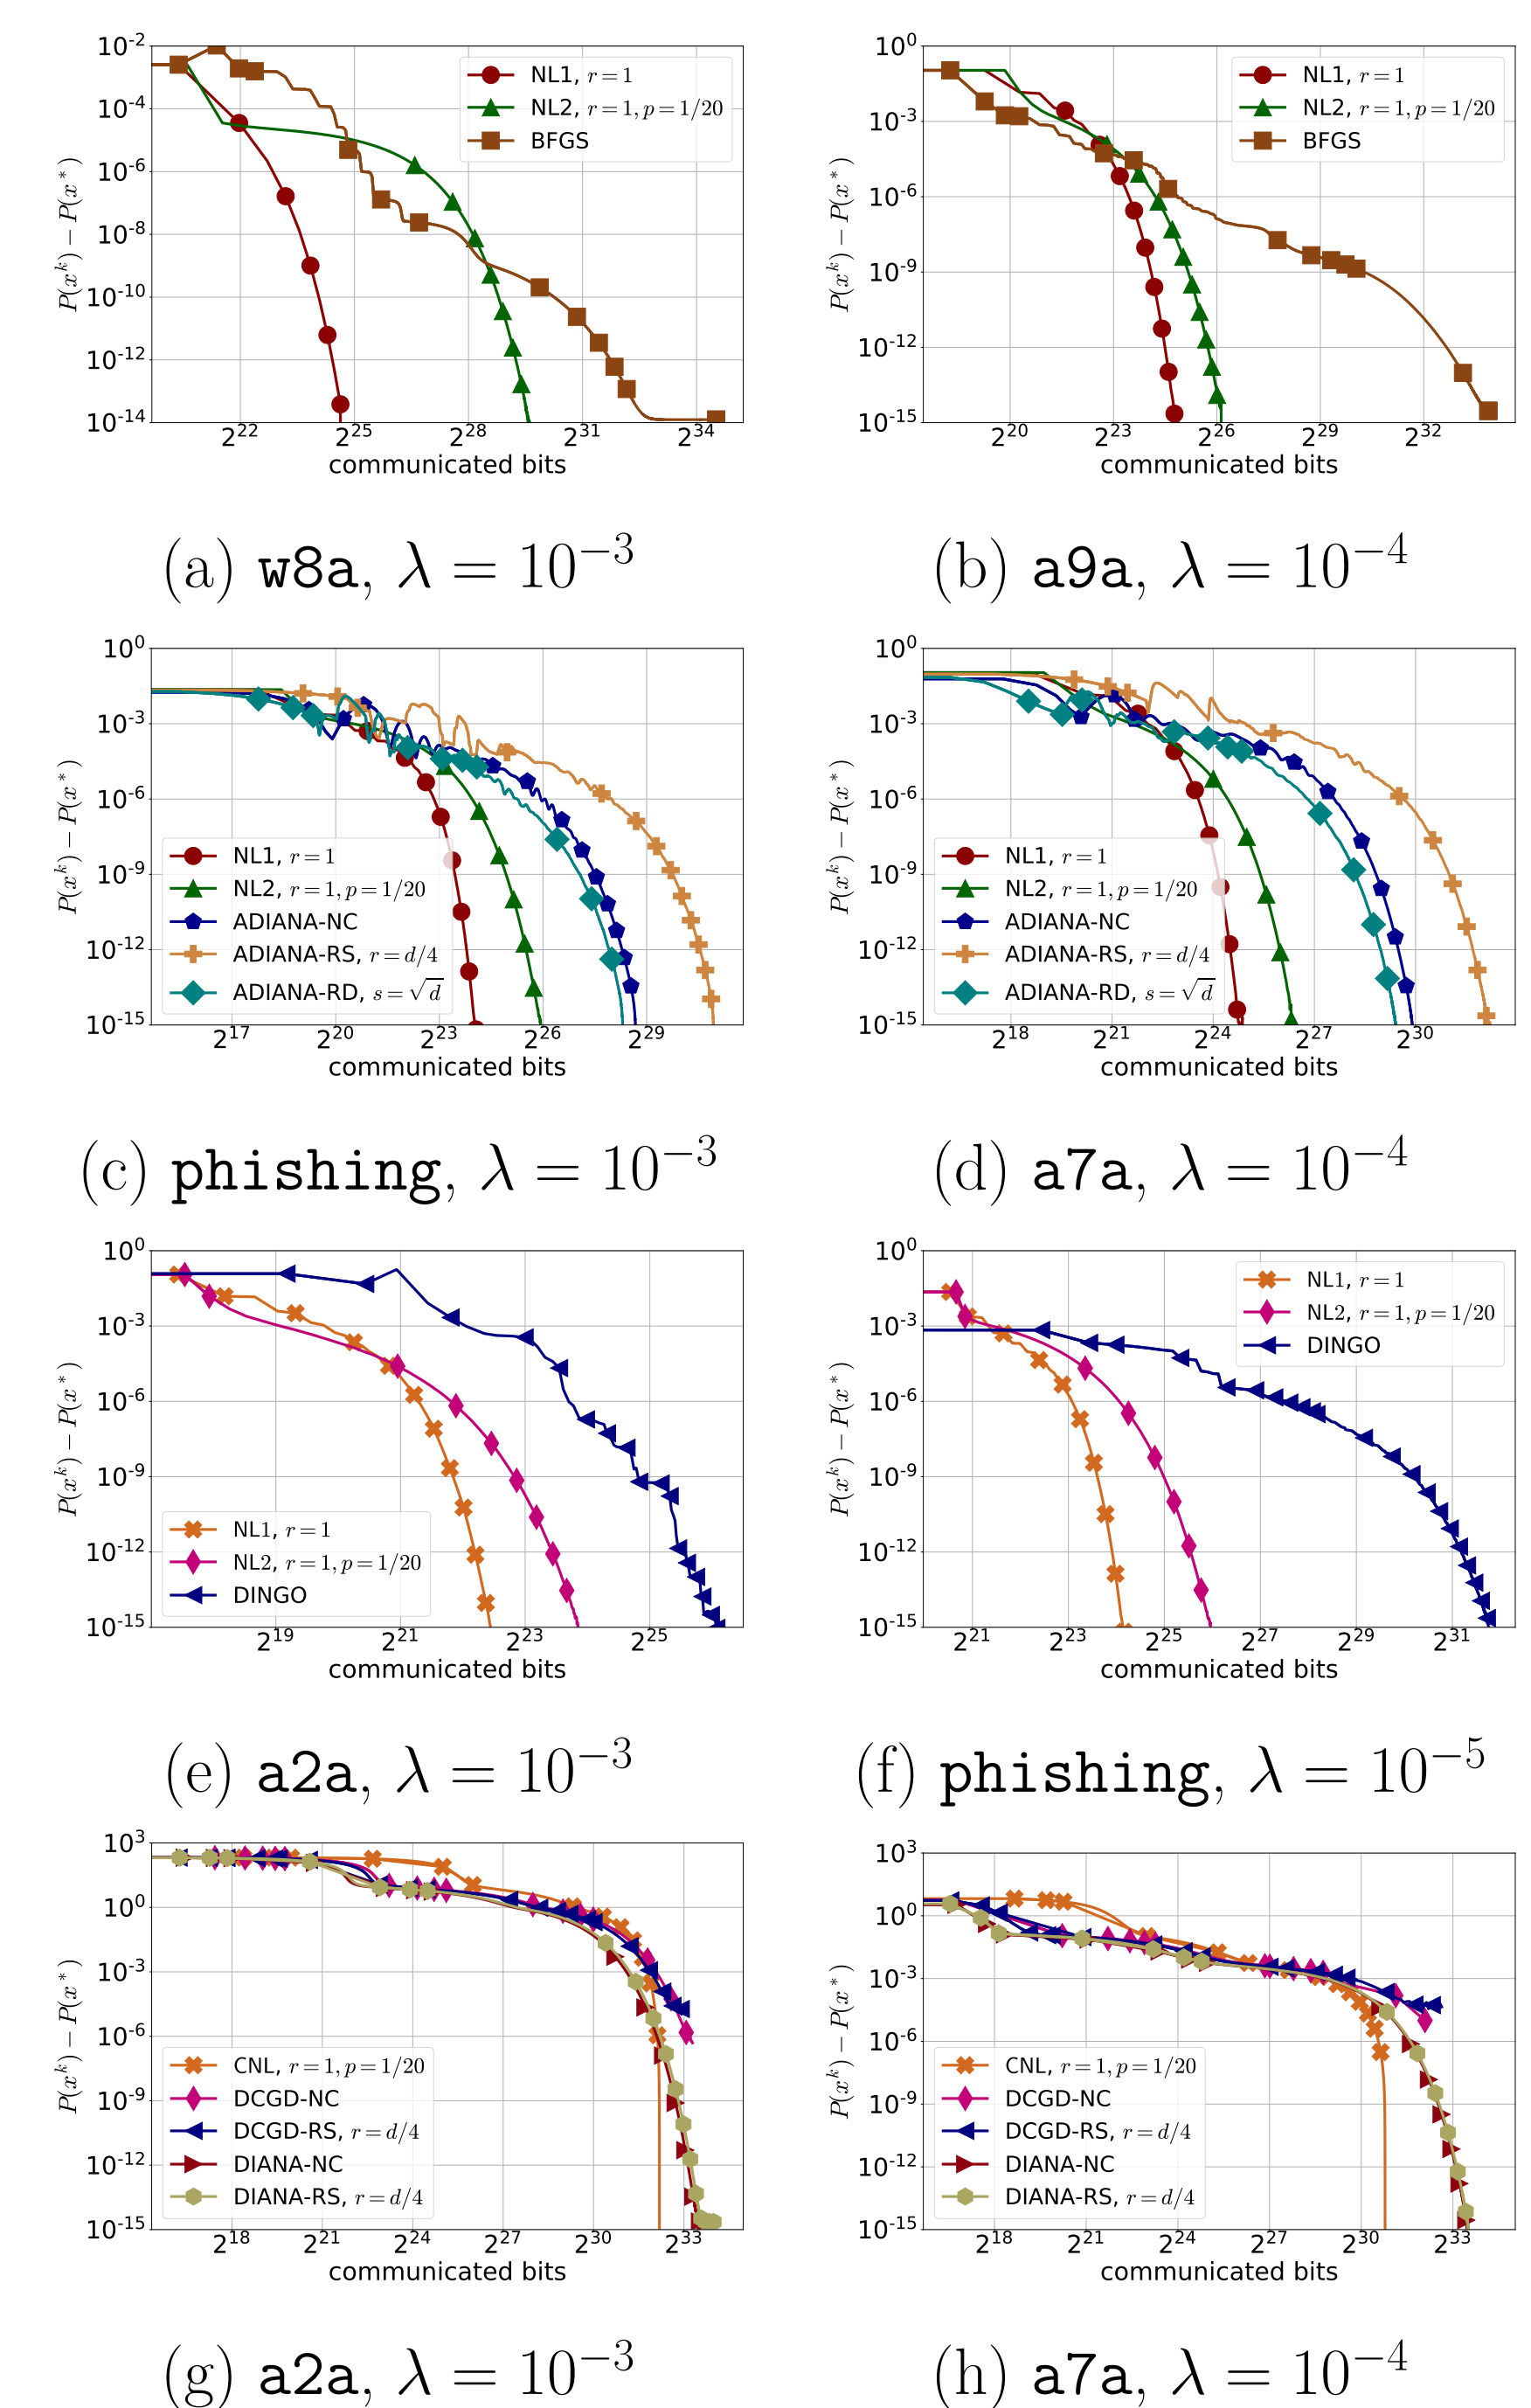 10^-2
10^-4
10^-6
10^-8
10^-10
10^-12
10^-14
P(x^k) − P(x^*)
NL1, r = 1
NL2, r = 1, p = 1/20
BFGS
2^22 2^25 2^28 2^31 2^34
communicated bits
(a) w8a, λ = 10^−3
10^0
10^-3
10^-6
10^-9
10^-12
10^-15
P(x^k) − P(x^*)
NL1, r = 1
NL2, r = 1, p = 1/20
BFGS
2^20 2^23 2^26 2^29 2^32
communicated bits
(b) a9a, λ = 10^−4
10^0
10^-3
10^-6
10^-9
10^-12
10^-15
P(x^k) − P(x^*)
NL1, r = 1
NL2, r = 1, p = 1/20
ADIANA-NC
ADIANA-RS, r = d/4
ADIANA-RD, s = √d
2^17 2^20 2^23 2^26 2^29
communicated bits
(c) phishing, λ = 10^−3
10^0
10^-3
10^-6
10^-9
10^-12
10^-15
P(x^k) − P(x^*)
NL1, r = 1
NL2, r = 1, p = 1/20
ADIANA-NC
ADIANA-RS, r = d/4
ADIANA-RD, s = √d
2^18 2^21 2^24 2^27 2^30
communicated bits
(d) a7a, λ = 10^−4
10^0
10^-3
10^-6
10^-9
10^-12
10^-15
P(x^k) − P(x^*)
NL1, r = 1
NL2, r = 1, p = 1/20
DINGO
2^19 2^21 2^23 2^25
communicated bits
(e) a2a, λ = 10^−3
10^0
10^-3
10^-6
10^-9
10^-12
10^-15
P(x^k) − P(x^*)
NL1, r = 1
NL2, r = 1, p = 1/20
DINGO
2^21 2^23 2^25 2^27 2^29 2^31
communicated bits
(f) phishing, λ = 10^−5
10^3
10^0
10^-3
10^-6
10^-9
10^-12
10^-15
P(x^k) − P(x^*)
CNL, r = 1, p = 1/20
DCGD-NC
DCGD-RS, r = d/4
DIANA-NC
DIANA-RS, r = d/4
2^18 2^21 2^24 2^27 2^30 2^33
communicated bits
(g) a2a, λ = 10^−3
10^3
10^0
10^-3
10^-6
10^-9
10^-12
10^-15
P(x^k) − P(x^*)
CNL, r = 1, p = 1/20
DCGD-NC
DCGD-RS, r = d/4
DIANA-NC
DIANA-RS, r = d/4
2^18 2^21 2^24 2^27 2^30 2^33
communicated bits
(h) a7a, λ = 10^−4